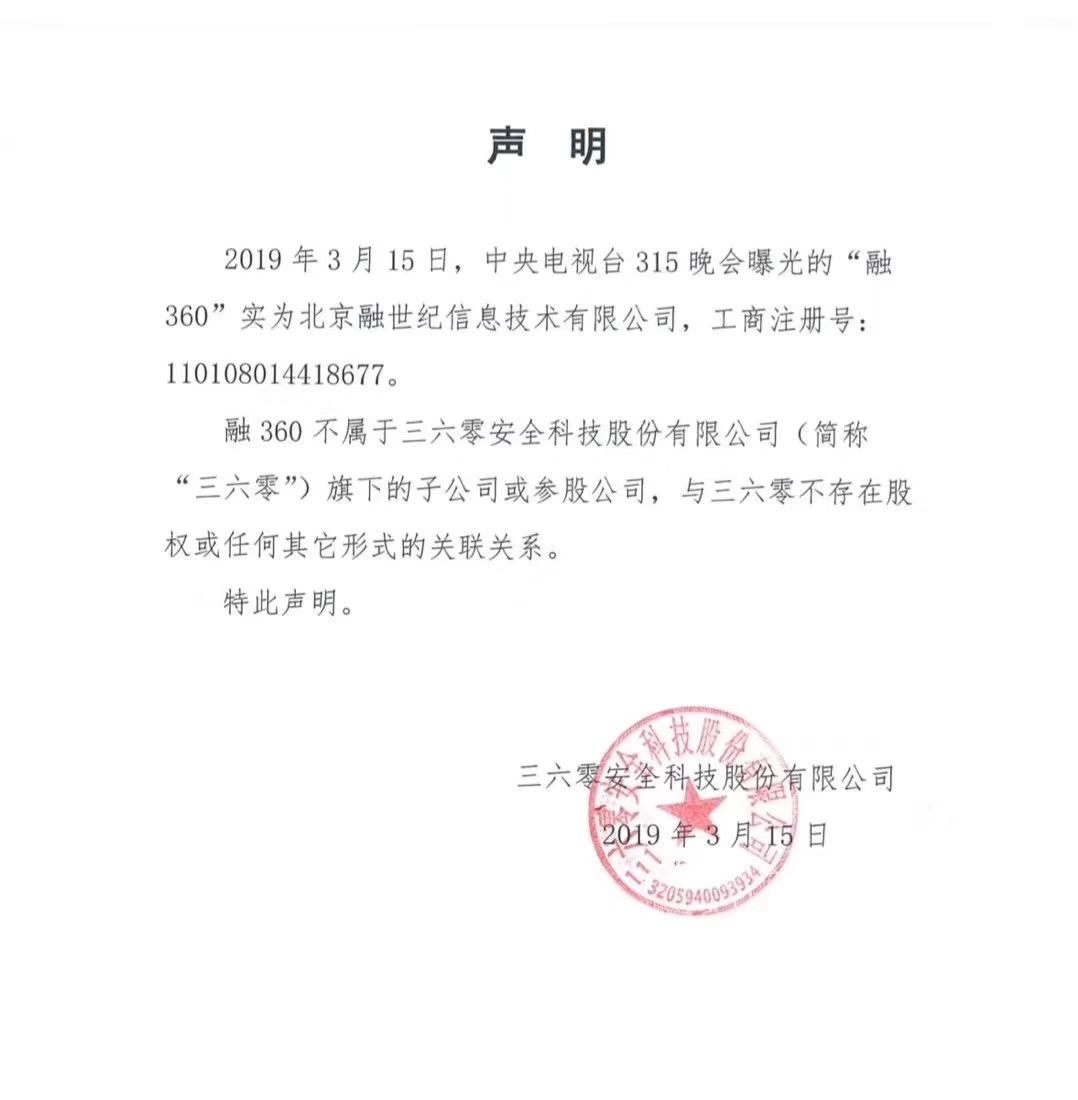 声 明
2019 年 3 月 15 日，中央电视台 315 晚会曝光的“融
360”实为北京融世纪信息技术有限公司，工商注册号：
110108014418677。
融 360 不属于三六零安全科技股份有限公司（简称
“三六零”）旗下的子公司或参股公司，与三六零不存在股
权或任何其它形式的关联关系。
特此声明。
三六零安全科技股份有限公司
2019 年 3 月 15 日
三六零安全科技股份有限公司
3205940093934